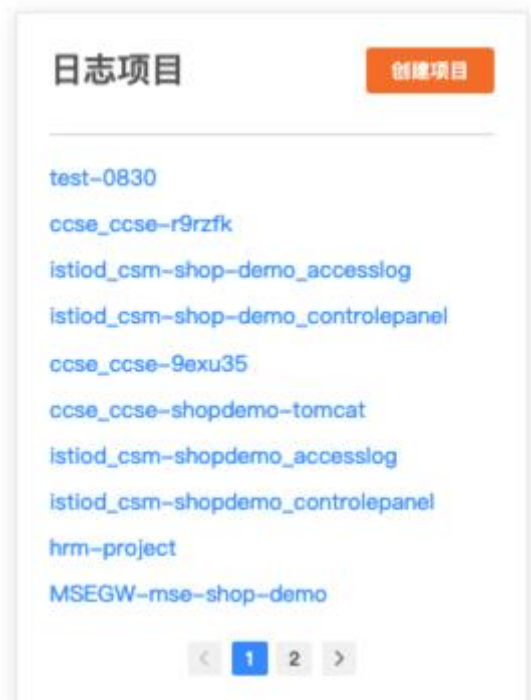 日志项目
创建项目
test-0830
ccse_ccse-r9rzfk
istiod_csm-shop-demo_accesslog
istiod_csm-shop-demo_controlepanel
ccse_ccse-9exu35
ccse_ccse-shopdemo-tomcat
istiod_csm-shopdemo_accesslog
istiod_csm-shopdemo_controlepanel
hrm-project
MSEGW-mse-shop-demo
< 1 2 >